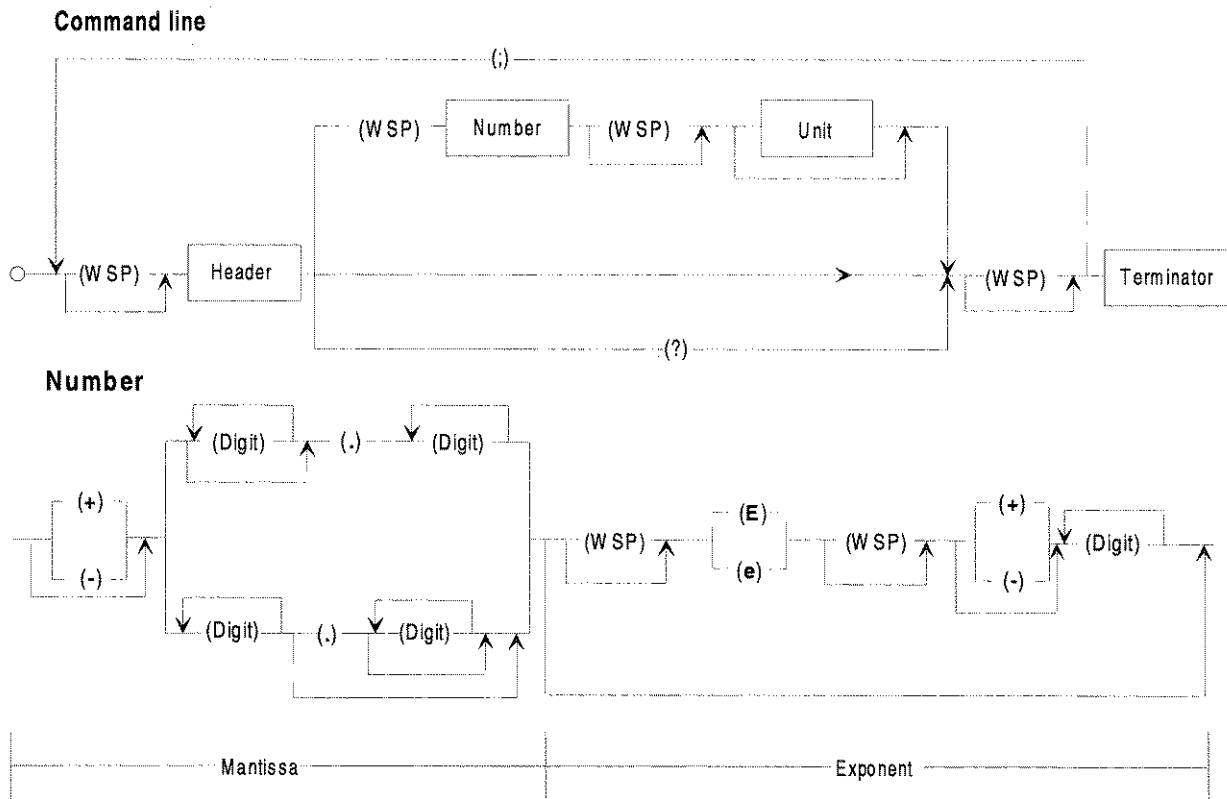 Command line
(;)
(WSP) Number (WSP) Unit
(WSP) Header (WSP) Terminator
(?)
Number
(Digit) (.) (Digit)
(+) (E) (+)
(WSP) (WSP) (Digit)
(-) (e) (-)
(Digit) (.) (Digit)
Mantissa Exponent